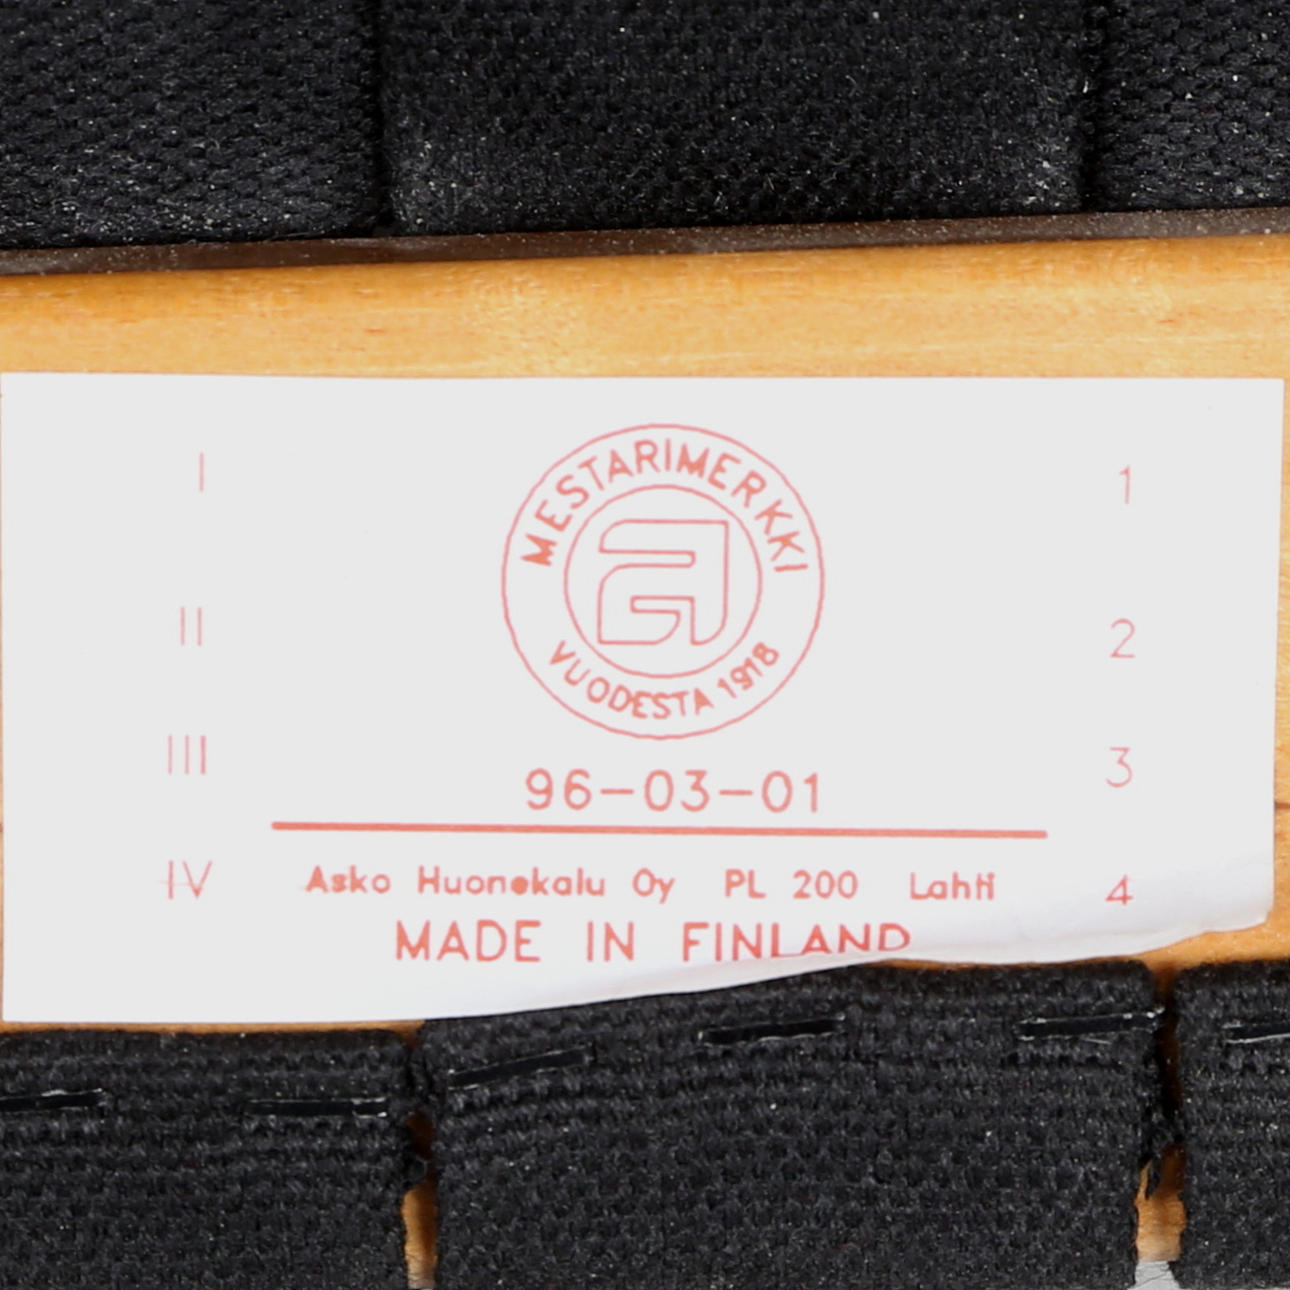 MESTARIMERKKI
a
VUODESTA 1918
I
1
II
2
III
3
96-03-01
IV
4
Asko Huonekalu Oy PL 200 Lahti
MADE IN FINLAND